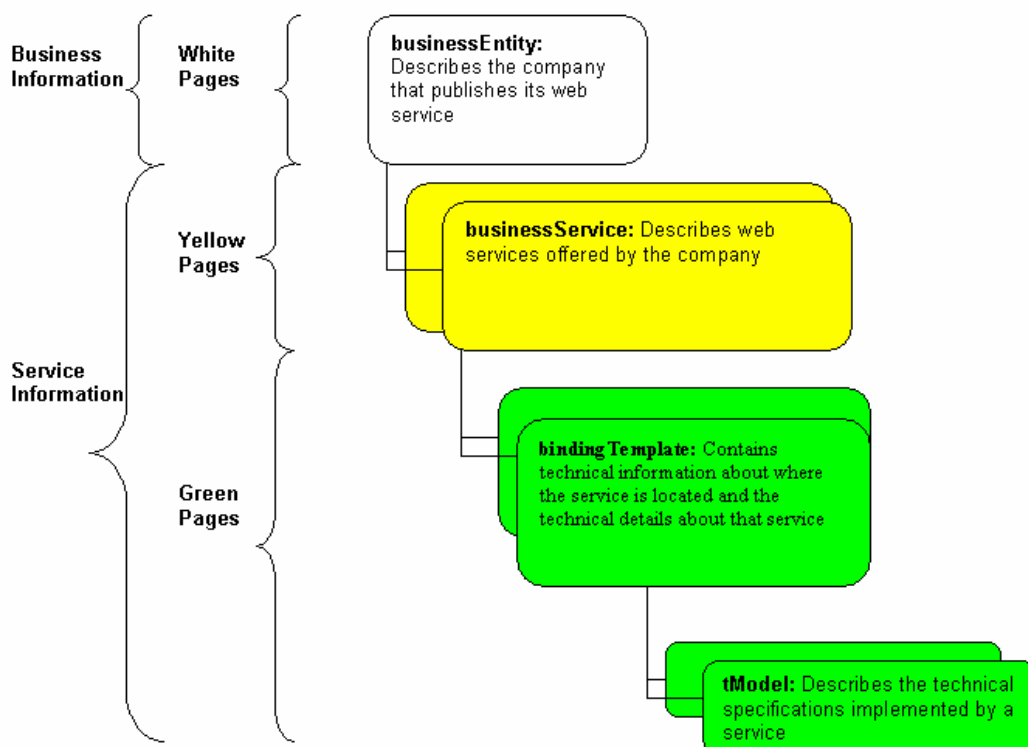 Business
Information
White
Pages
businessEntity:
Describes the company
that publishes its web
service
Yellow
Pages
businessService: Describes web
services offered by the company
Service
Information
Green
Pages
bindingTemplate: Contains
technical information about where
the service is located and the
technical details about that service
tModel: Describes the technical
specifications implemented by a
service